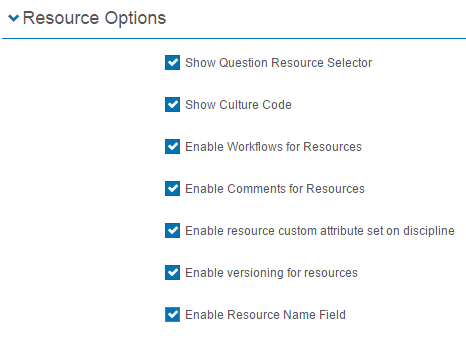 Resource Options
Show Question Resource Selector
Show Culture Code
Enable Workflows for Resources
Enable Comments for Resources
Enable resource custom attribute set on discipline
Enable versioning for resources
Enable Resource Name Field